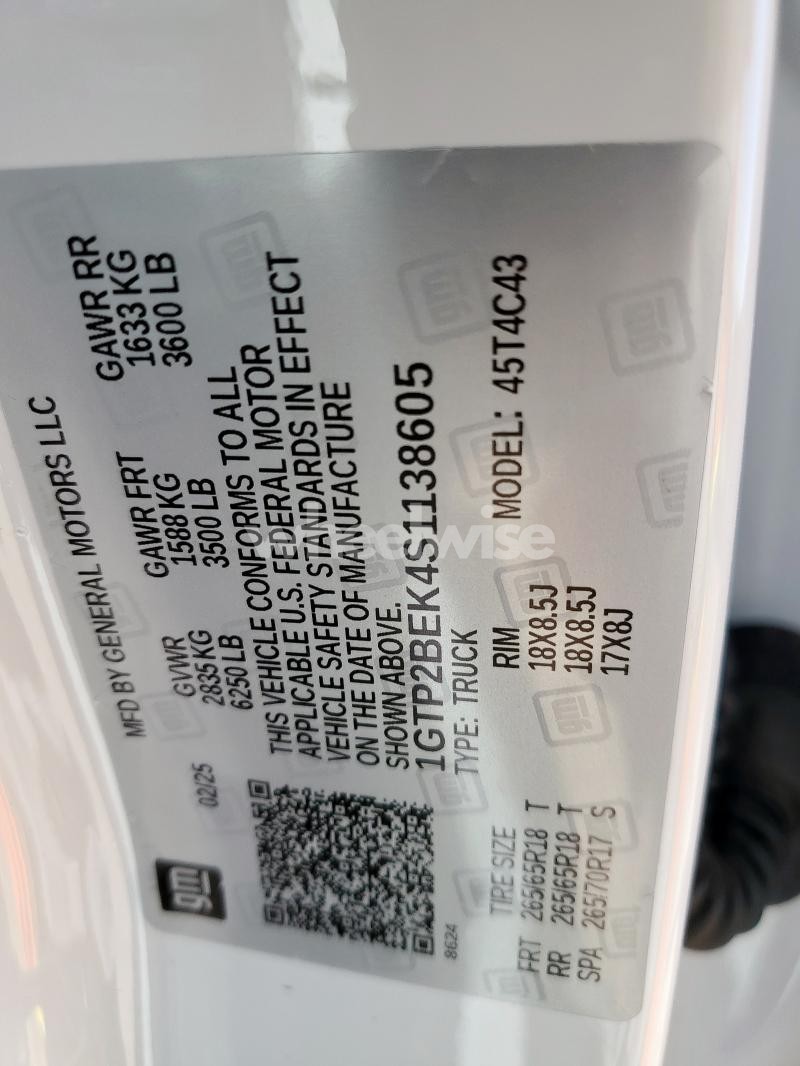 MFD BY GENERAL MOTORS LLC
gm
02/25
GVWR GAWR FRT GAWR RR
2835 KG 1588 KG 1633 KG
6250 LB 3500 LB 3600 LB
THIS VEHICLE CONFORMS TO ALL
APPLICABLE U.S. FEDERAL MOTOR
VEHICLE SAFETY STANDARDS IN EFFECT
ON THE DATE OF MANUFACTURE
SHOWN ABOVE.
1GTP2BEK4S1138605
TYPE: TRUCK MODEL: 45T4C43
8624
TIRE SIZE RIM
FRT 265/65R18 T 18X8.5J
RR 265/65R18 T 18X8.5J
SPA 265/70R17 S 17X8J